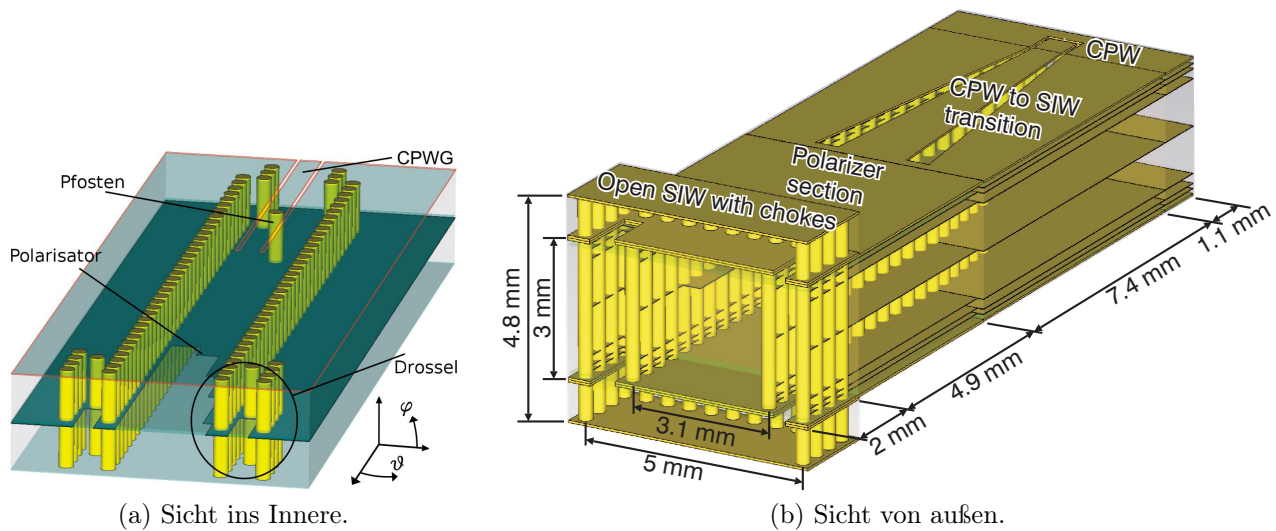 CPWG
Pfosten
Polarisator
Drossel
φ
ϑ
(a) Sicht ins Innere.
CPW
CPW to SIW
transition
Polarizer
section
Open SIW with chokes
4.8 mm
3 mm
3.1 mm
5 mm
2 mm
4.9 mm
7.4 mm
1.1 mm
(b) Sicht von außen.